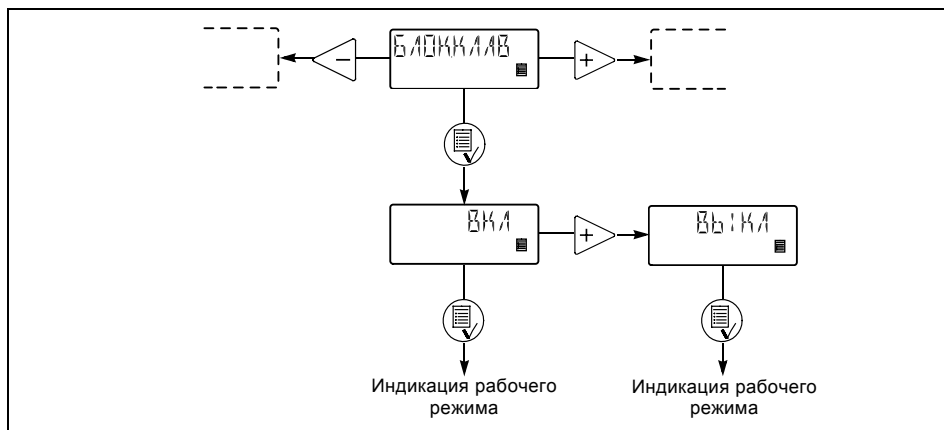 БЛОККЛАВ
ВКЛ
ВЫКЛ
Индикация рабочего
режима
Индикация рабочего
режима